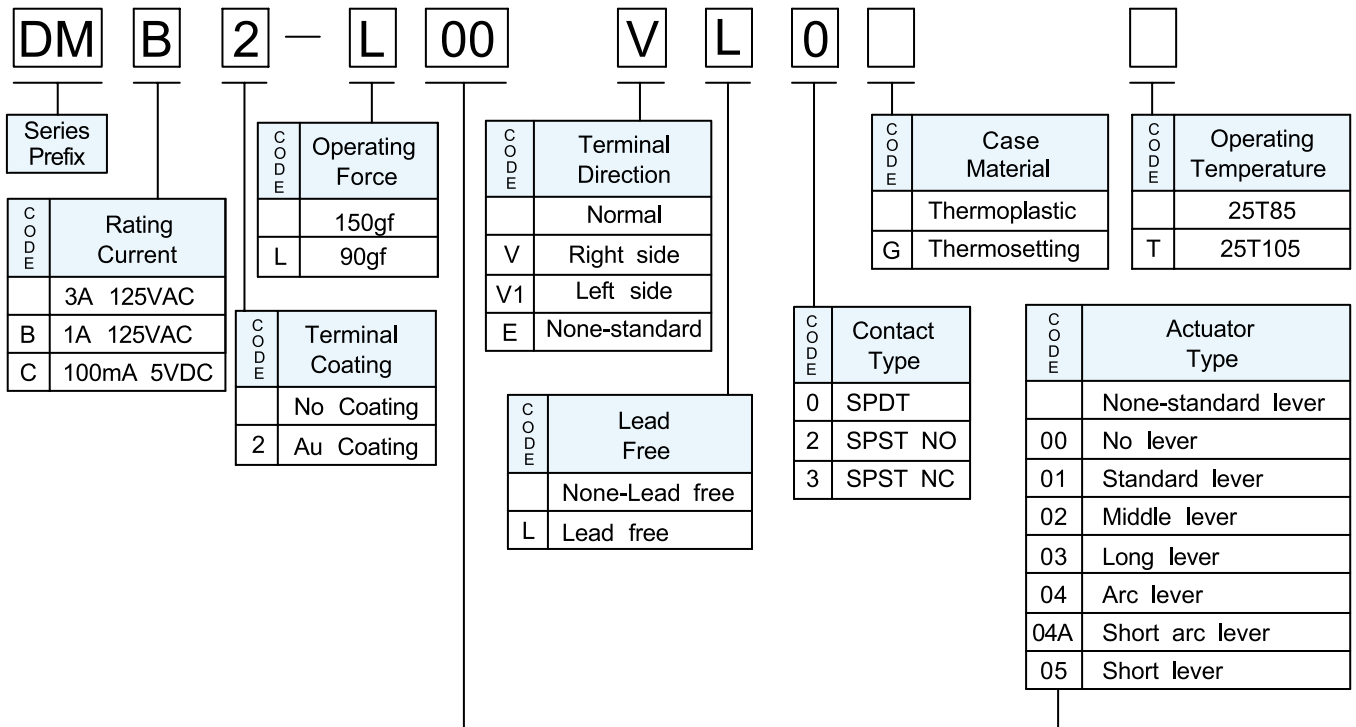 DM B 2 — L 00 V L 0
Series
Prefix
CODE
Rating
Current
3A 125VAC
B 1A 125VAC
C 100mA 5VDC
CODE
Operating
Force
150gf
L 90gf
CODE
Terminal
Coating
No Coating
2 Au Coating
CODE
Terminal
Direction
Normal
V Right side
V1 Left side
E None-standard
CODE
Lead
Free
None-Lead free
L Lead free
CODE
Contact
Type
0 SPDT
2 SPST NO
3 SPST NC
CODE
Case
Material
Thermoplastic
G Thermosetting
CODE
Operating
Temperature
25T85
T 25T105
CODE
Actuator
Type
None-standard lever
00 No lever
01 Standard lever
02 Middle lever
03 Long lever
04 Arc lever
04A Short arc lever
05 Short lever